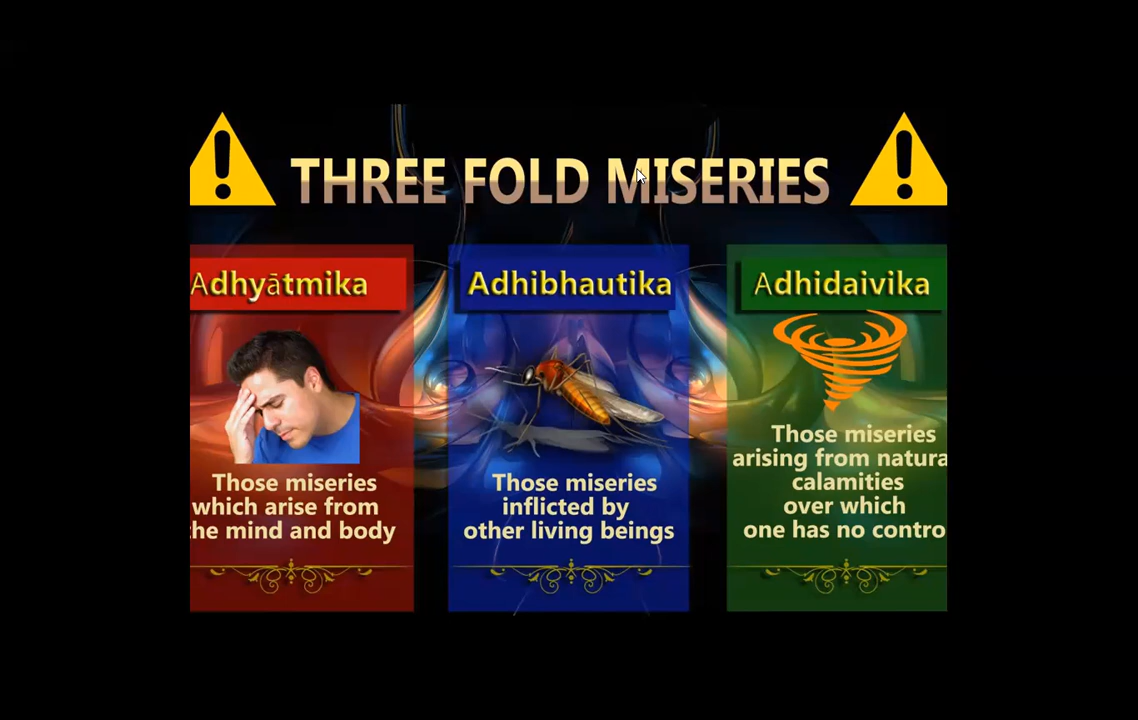 THREE FOLD MISERIES
Adhyātmika
Those miseries
which arise from
he mind and body
Adhibhautika
Those miseries
inflicted by
other living beings
Adhidaivika
Those miseries
arising from natura
calamities
over which
one has no contro